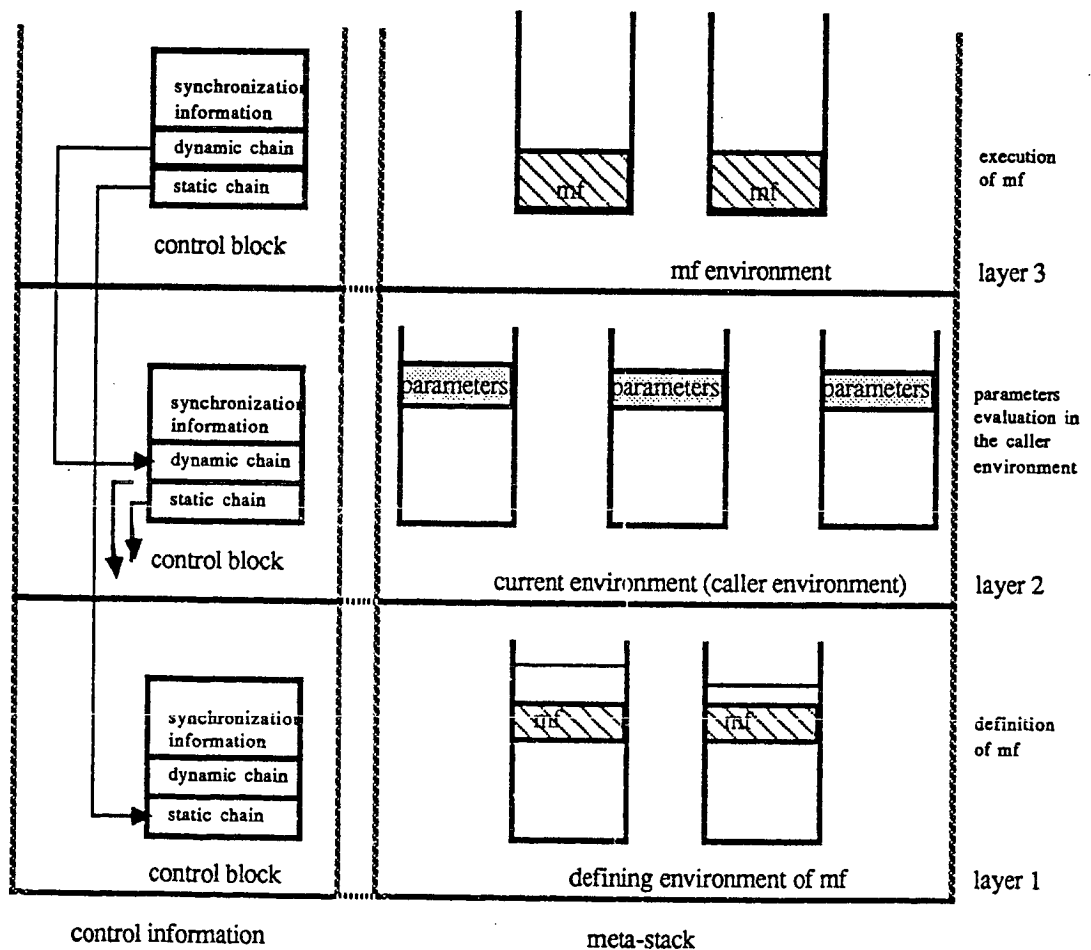 synchronization
information
dynamic chain
static chain
control block
mf
mf
mf environment
execution
of mf
layer 3
synchronization
information
dynamic chain
static chain
control block
parameters
parameters
parameters
current environment (caller environment)
parameters
evaluation in
the caller
environment
layer 2
synchronization
information
dynamic chain
static chain
control block
mf
mf
defining environment of mf
definition
of mf
layer 1
control information
meta-stack